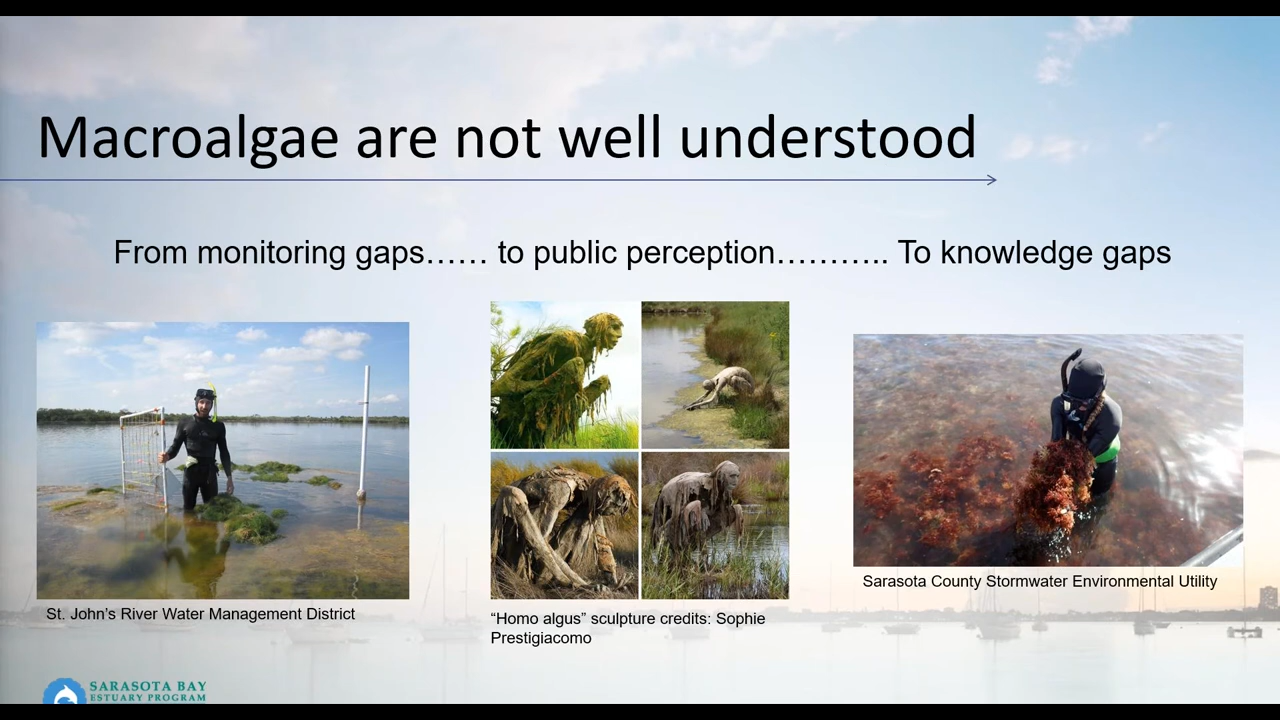 Macroalgae are not well understood
From monitoring gaps…… to public perception……….. To knowledge gaps
St. John’s River Water Management District
“Homo algus” sculpture credits: Sophie
Prestigiacomo
Sarasota County Stormwater Environmental Utility
SARASOTA BAY
ESTUARY PROGRAM